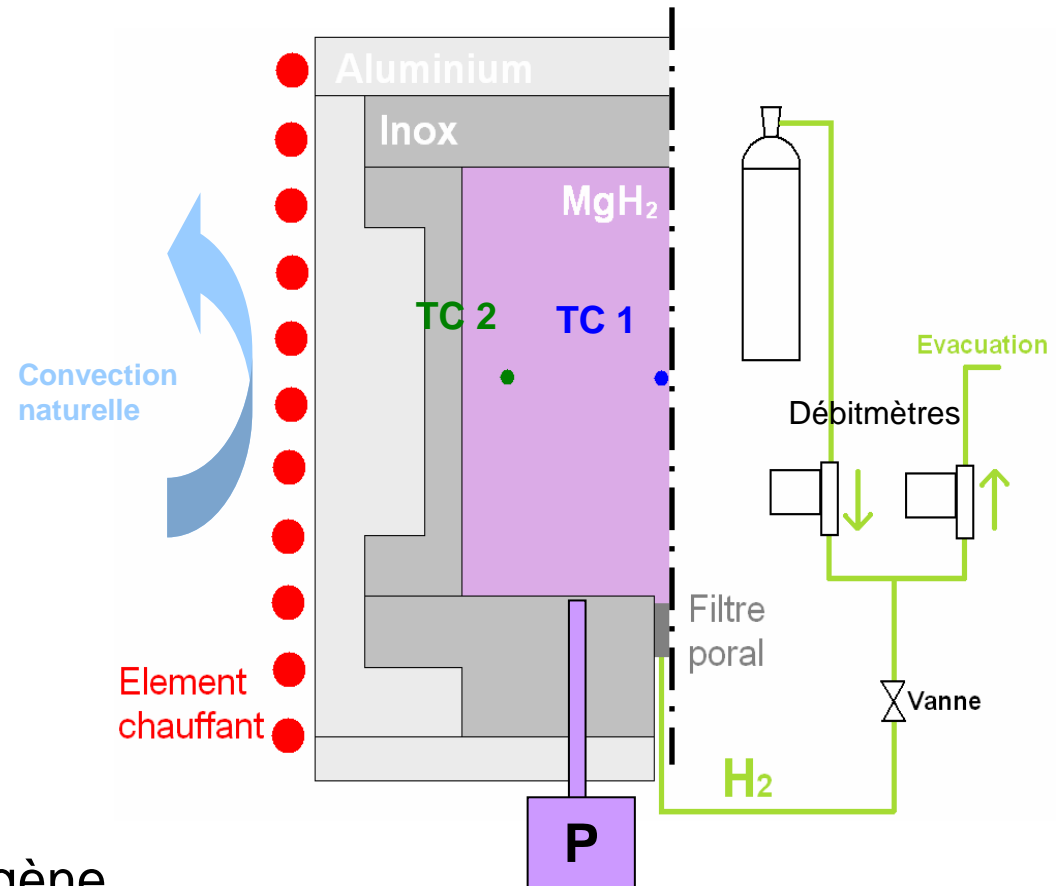 Aluminium
Inox
MgH₂
TC 2
TC 1
Convection
naturelle
Evacuation
Débitmètres
Filtre
poral
Element
chauffant
Vanne
H₂
P